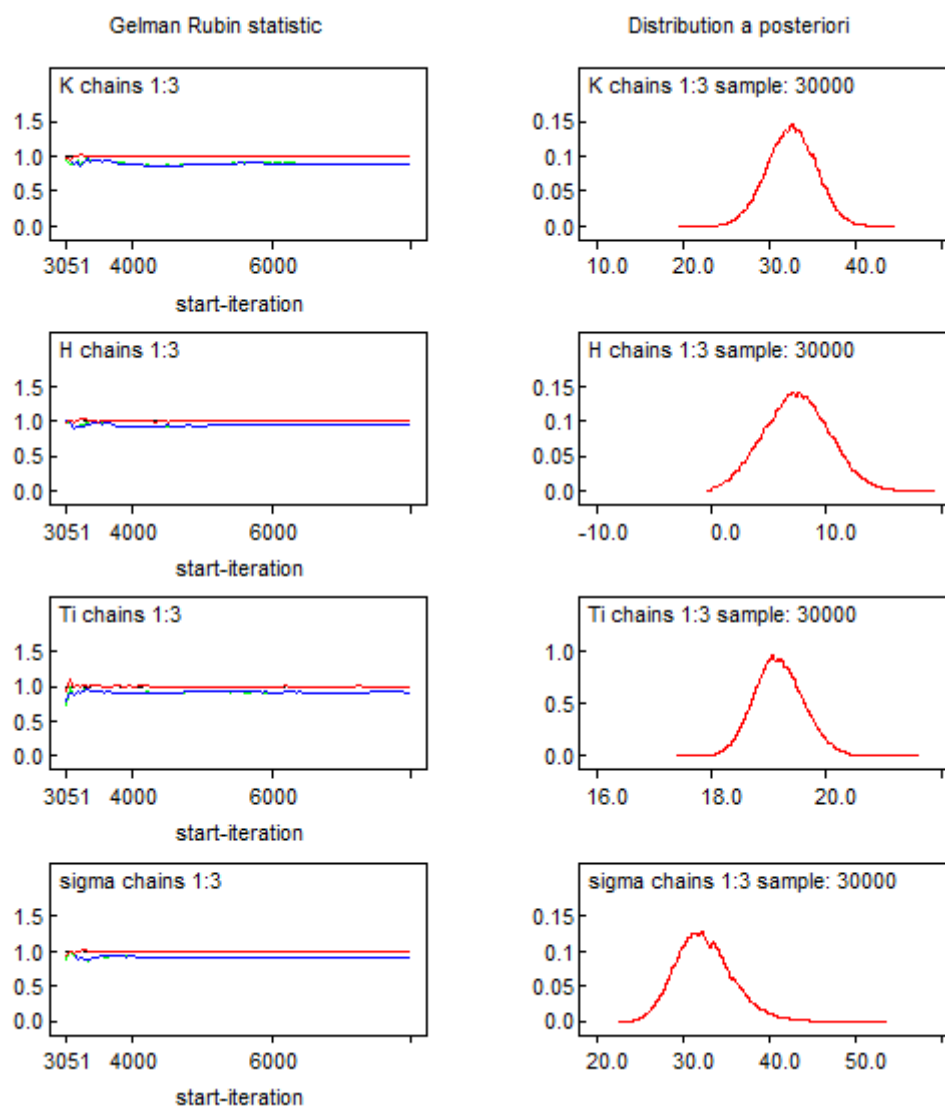 Gelman Rubin statistic
Distribution a posteriori
K chains 1:3
1.5
1.0
0.5
0.0
3051 4000 6000
start-iteration
K chains 1:3 sample: 30000
0.15
0.1
0.05
0.0
10.0 20.0 30.0 40.0
H chains 1:3
1.5
1.0
0.5
0.0
3051 4000 6000
start-iteration
H chains 1:3 sample: 30000
0.15
0.1
0.05
0.0
-10.0 0.0 10.0
Ti chains 1:3
1.5
1.0
0.5
0.0
3051 4000 6000
start-iteration
Ti chains 1:3 sample: 30000
1.0
0.5
0.0
16.0 18.0 20.0
sigma chains 1:3
1.5
1.0
0.5
0.0
3051 4000 6000
start-iteration
sigma chains 1:3 sample: 30000
0.15
0.1
0.05
0.0
20.0 30.0 40.0 50.0